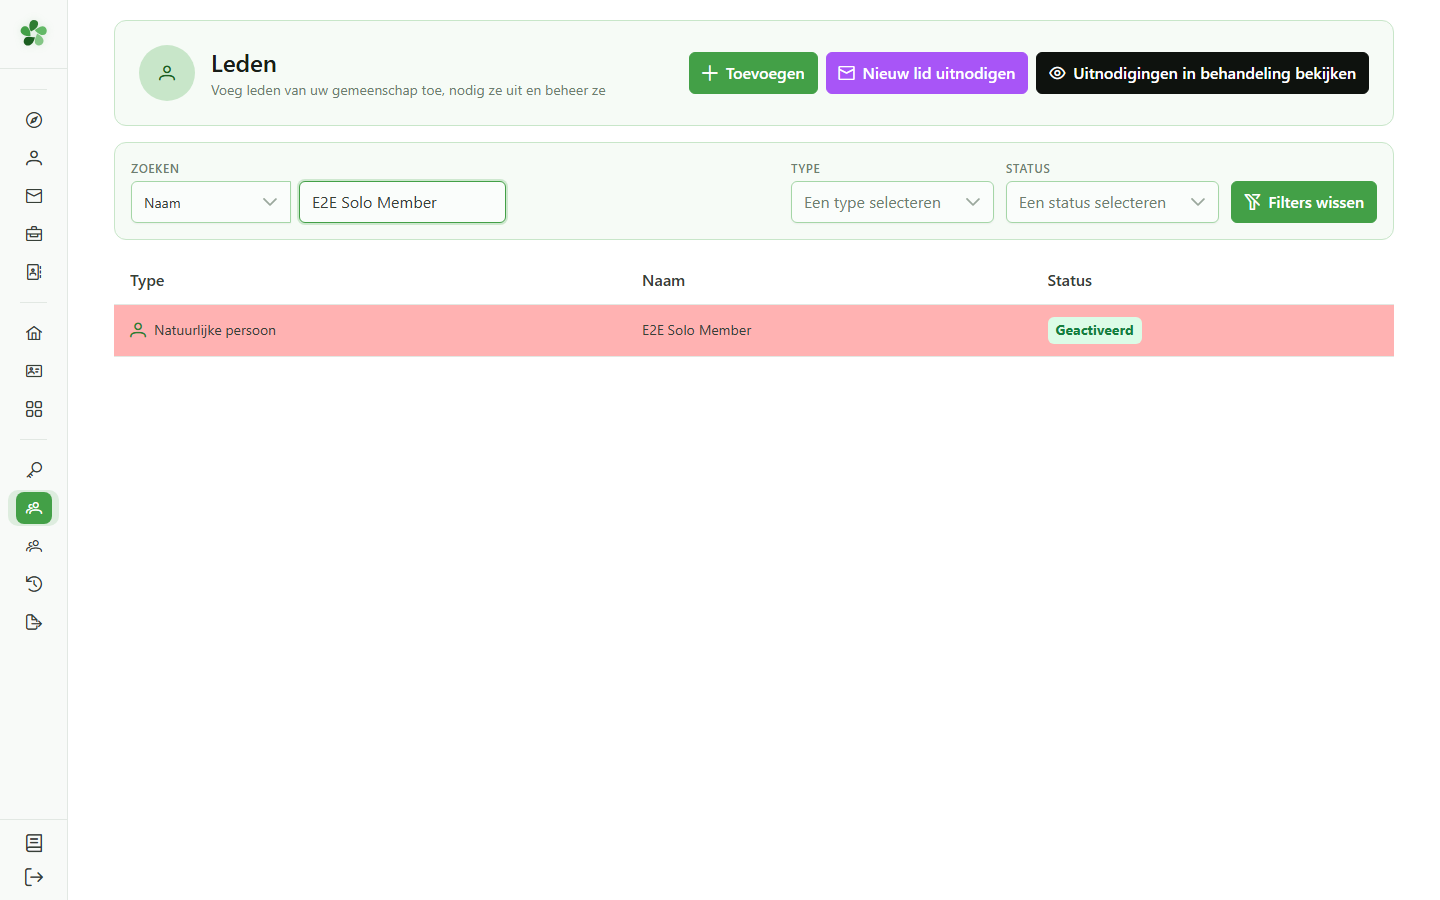 Leden
Voeg leden van uw gemeenschap toe, nodig ze uit en beheer ze
Toevoegen
Nieuw lid uitnodigen
Uitnodigingen in behandeling bekijken
ZOEKEN
TYPE
STATUS
Naam
E2E Solo Member
Een type selecteren
Een status selecteren
Filters wissen
Type
Naam
Status
Natuurlijke persoon
E2E Solo Member
Geactiveerd